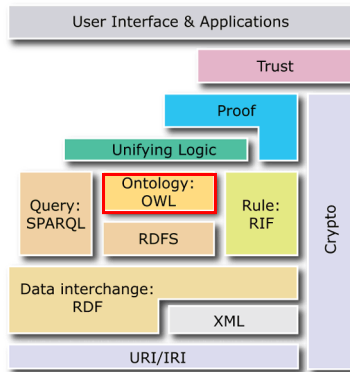 User Interface & Applications
Trust
Proof
Unifying Logic
Ontology:
OWL
Query:
SPARQL
Rule:
RIF
RDFS
Crypto
Data interchange:
RDF
XML
URI/IRI